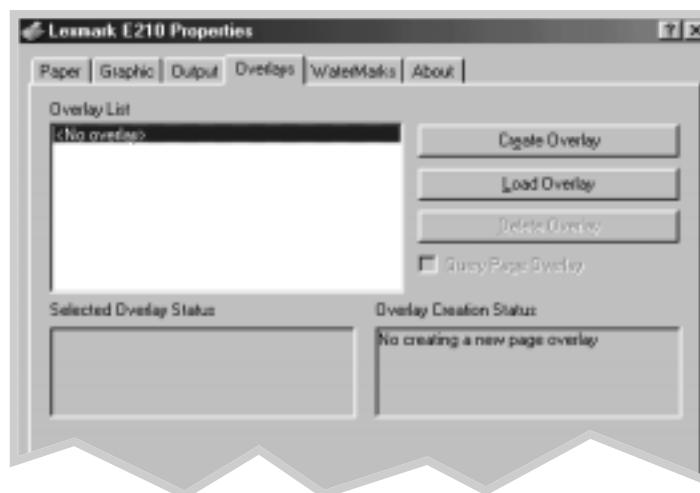 Lexmark E210 Properties
Paper Graphic Output Overlays WaterMarks About
Overlay List
<No overlay>
Create Overlay
Load Overlay
Delete Overlay
Query Page Overlay
Selected Overlay Status
Overlay Creation Status
No creating a new page overlay